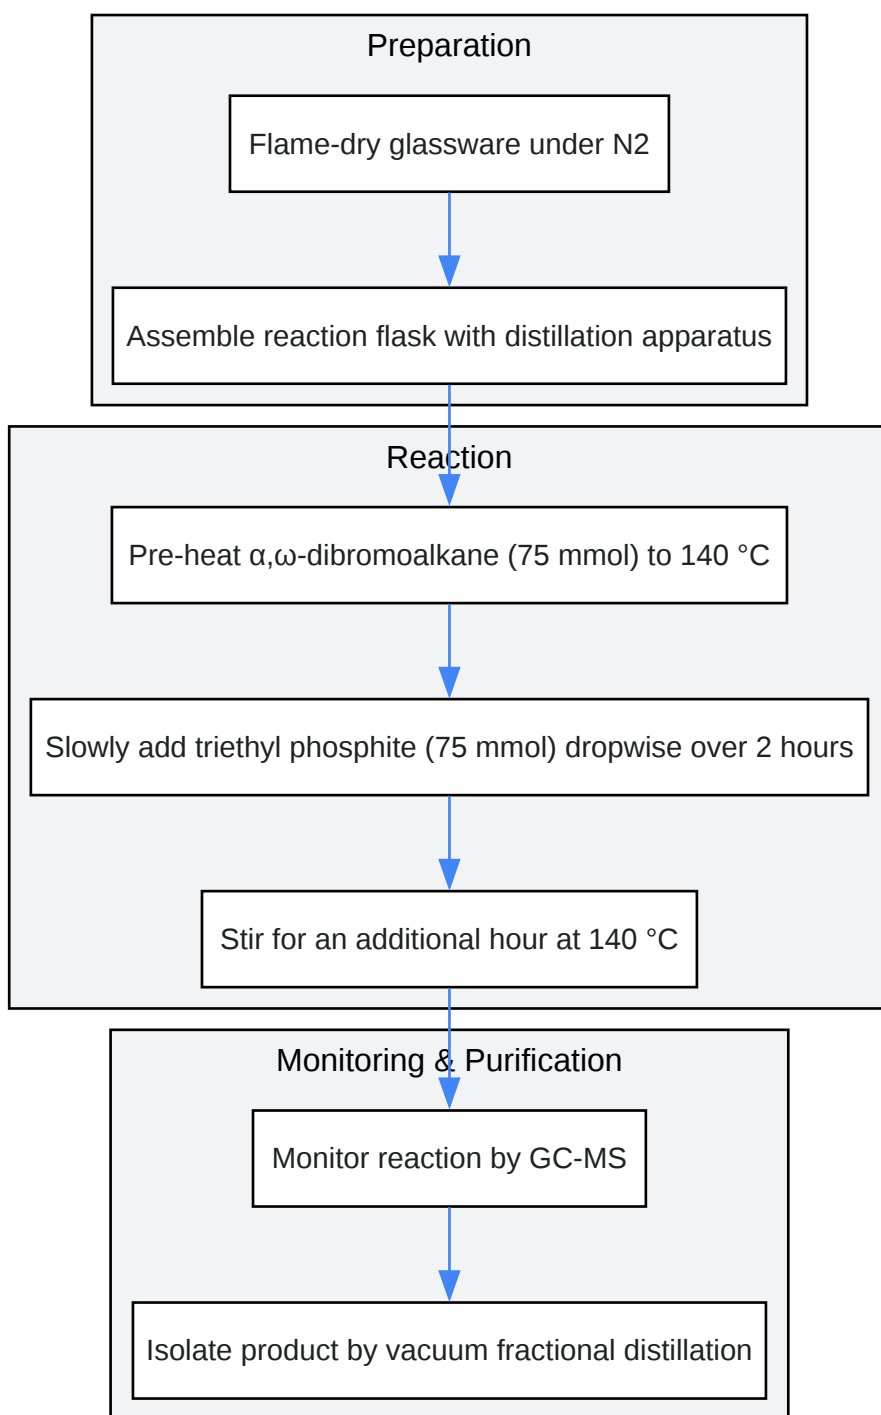 Preparation
Flame-dry glassware under N2
Assemble reaction flask with distillation apparatus
Reaction
Pre-heat α,ω-dibromoalkane (75 mmol) to 140 °C
Slowly add triethyl phosphite (75 mmol) dropwise over 2 hours
Stir for an additional hour at 140 °C
Monitoring & Purification
Monitor reaction by GC-MS
Isolate product by vacuum fractional distillation